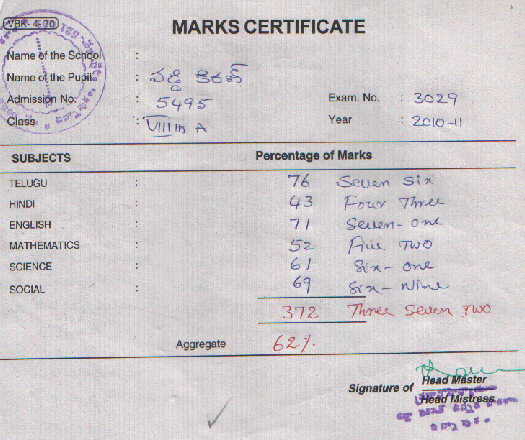 MARKS CERTIFICATE
Name of the School :
Name of the Pupil :
Admission No. : 5495 Exam. No. : 3029
Class : VIIIth A Year : 2010-11
SUBJECTS Percentage of Marks
TELUGU : 76 Seven Six
HINDI 43 Four Three
ENGLISH : 71 Seven-one
MATHEMATICS 52 Five Two
SCIENCE : 61 Six-one
SOCIAL : 69 Six-Nine
372 Three Seven Two
Aggregate 62%
Signature of Head Master
Head Mistress